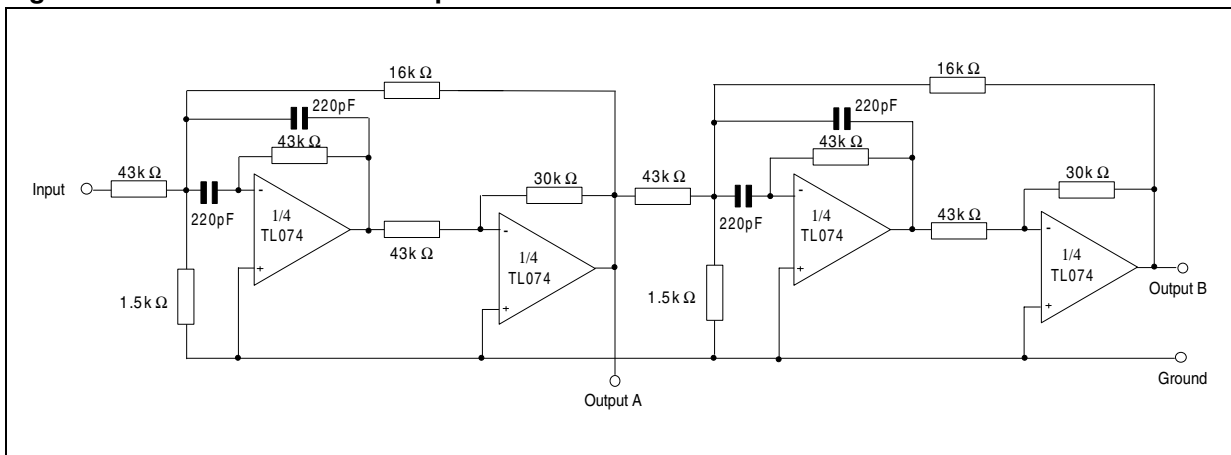 16k Ω
16k Ω
220pF
220pF
43k Ω
43k Ω
43k Ω
30k Ω
43k Ω
30k Ω
Input
-
-
-
-
220pF
1/4
TL074
43k Ω
1/4
TL074
220pF
1/4
TL074
43k Ω
1/4
TL074
+
+
+
+
1.5k Ω
1.5k Ω
Output B
Ground
Output A